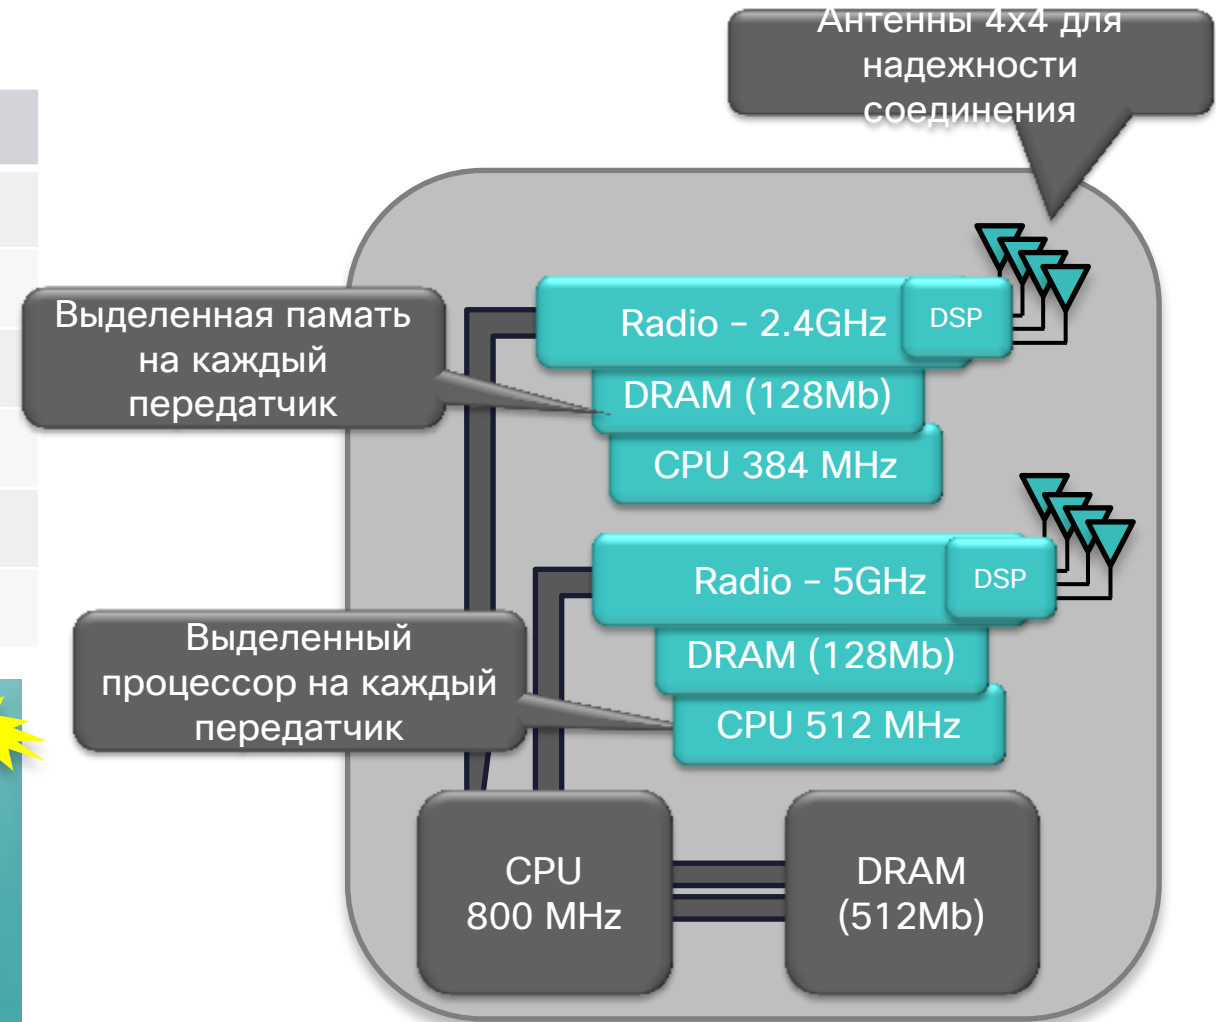 Антенны 4x4 для
надежности
соединения
Выделенная памать
на каждый
передатчик
Radio – 2.4GHz
DSP
DRAM (128Mb)
CPU 384 MHz
Radio – 5GHz
DSP
DRAM (128Mb)
CPU 512 MHz
Выделенный
процессор на каждый
передатчик
CPU
800 MHz
DRAM
(512Mb)